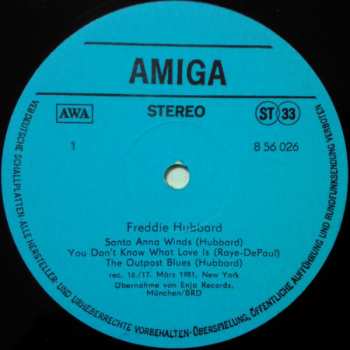 AMIGA
AWA
STEREO
ST 33
1
8 56 026
Freddie Hubbard
Santa Anna Winds (Hubbard)
You Don't Know What Love is (Raye-DePaul)
The Outpost Blues (Hubbard)
rec. 16./17. März 1981, New York
Übernahme von Enja Records,
München/BRD
VEB DEUTSCHE SCHALLPLATTEN ALLE HERSTELLER- UND URHEBERRECHTE VORBEHALTEN·ÜBERSPIELUNG, ÖFFENTLICHE AUFFÜHRUNG UND RUNDFUNKSENDUNG VERBOTEN